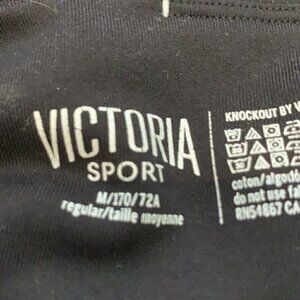 VICTORIA
SPORT
M/170/72A
regular/taille moyenne
KNOCKOUT BY
coton/algodó
do not use fa
RN54867 CA